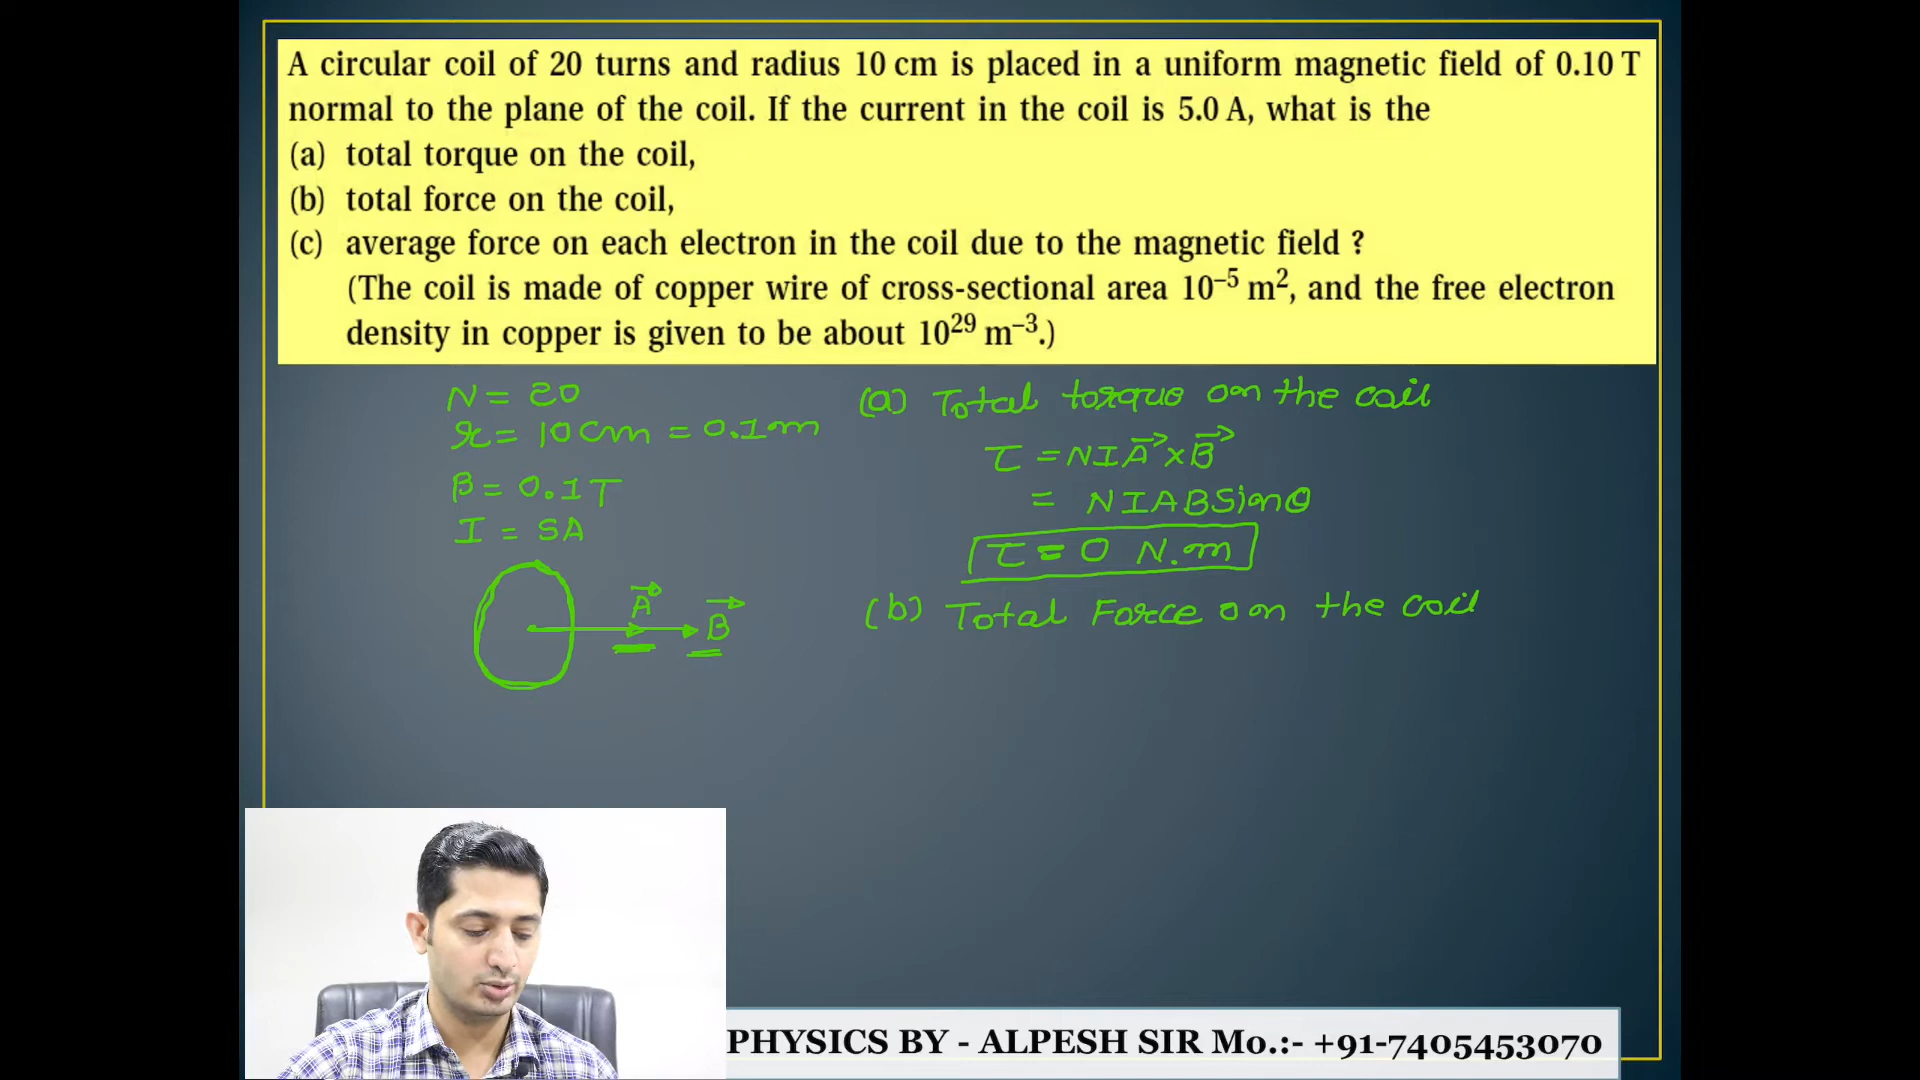 A circular coil of 20 turns and radius 10 cm is placed in a uniform magnetic field of 0.10 T
normal to the plane of the coil. If the current in the coil is 5.0 A, what is the
(a) total torque on the coil,
(b) total force on the coil,
(c) average force on each electron in the coil due to the magnetic field ?
(The coil is made of copper wire of cross-sectional area 10⁻⁵ m², and the free electron
density in copper is given to be about 10²⁹ m⁻³.)
N = 20
r = 10 cm = 0.1 m
B = 0.1 T
I = 5A
A⃗
B⃗
(a) Total torque on the coil
τ = NIA⃗ × B⃗
= NIAB Sinθ
τ = 0 N.m
(b) Total Force on the coil
PHYSICS BY - ALPESH SIR Mo.:- +91-7405453070